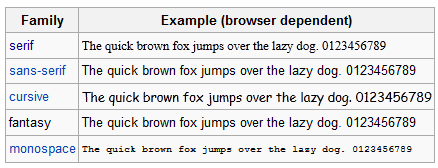 Family Example (browser dependent)
serif The quick brown fox jumps over the lazy dog. 0123456789
sans-serif The quick brown fox jumps over the lazy dog. 0123456789
cursive The quick brown fox jumps over the lazy dog. 0123456789
fantasy The quick brown fox jumps over the lazy dog. 0123456789
monospace The quick brown fox jumps over the lazy dog. 0123456789